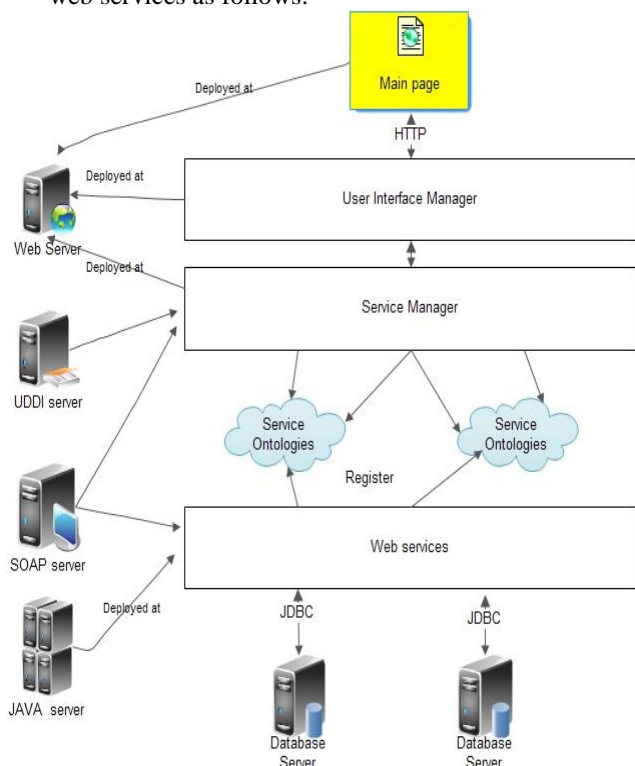 web services as follows:
Main page
Deployed at
HTTP
Deployed at
User Interface Manager
Web Server
Deployed at
Service Manager
UDDI server
Service
Ontologies
Service
Ontologies
Register
SOAP server
Web services
Deployed at
JDBC
JDBC
JAVA server
Database
Server
Database
Server